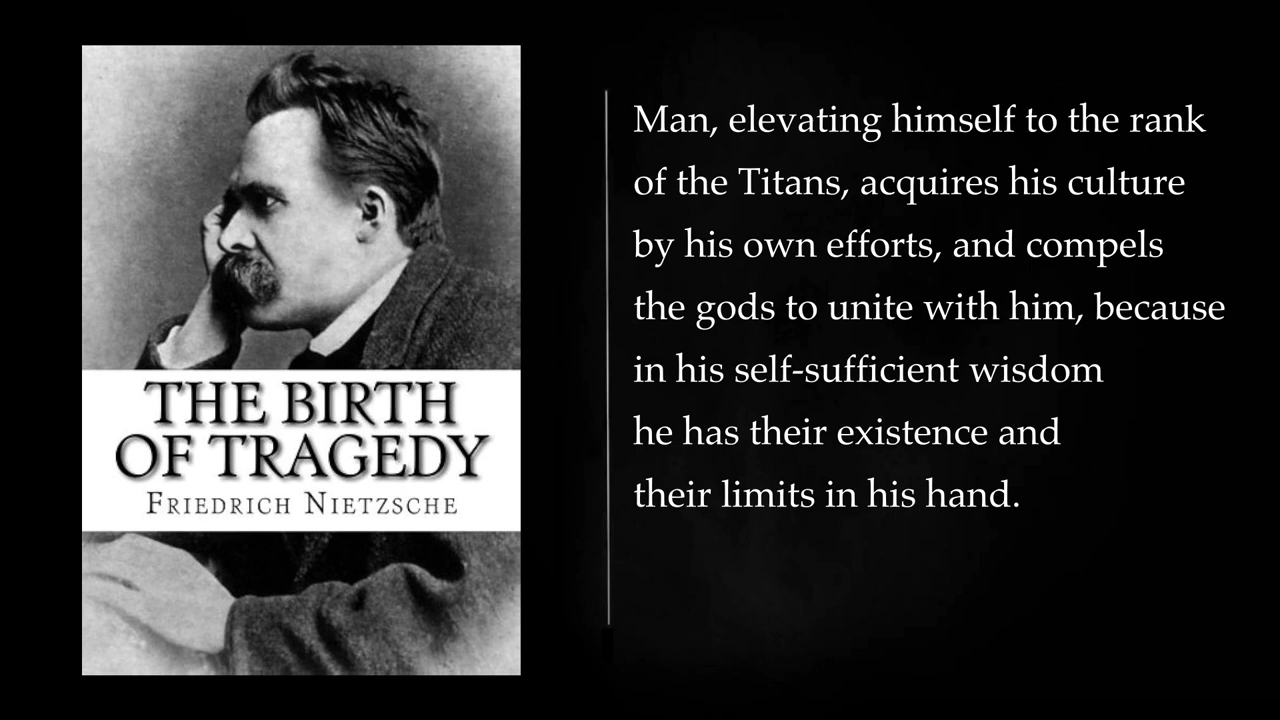 THE BIRTH
OF TRAGEDY
FRIEDRICH NIETZSCHE
Man, elevating himself to the rank
of the Titans, acquires his culture
by his own efforts, and compels
the gods to unite with him, because
in his self-sufficient wisdom
he has their existence and
their limits in his hand.